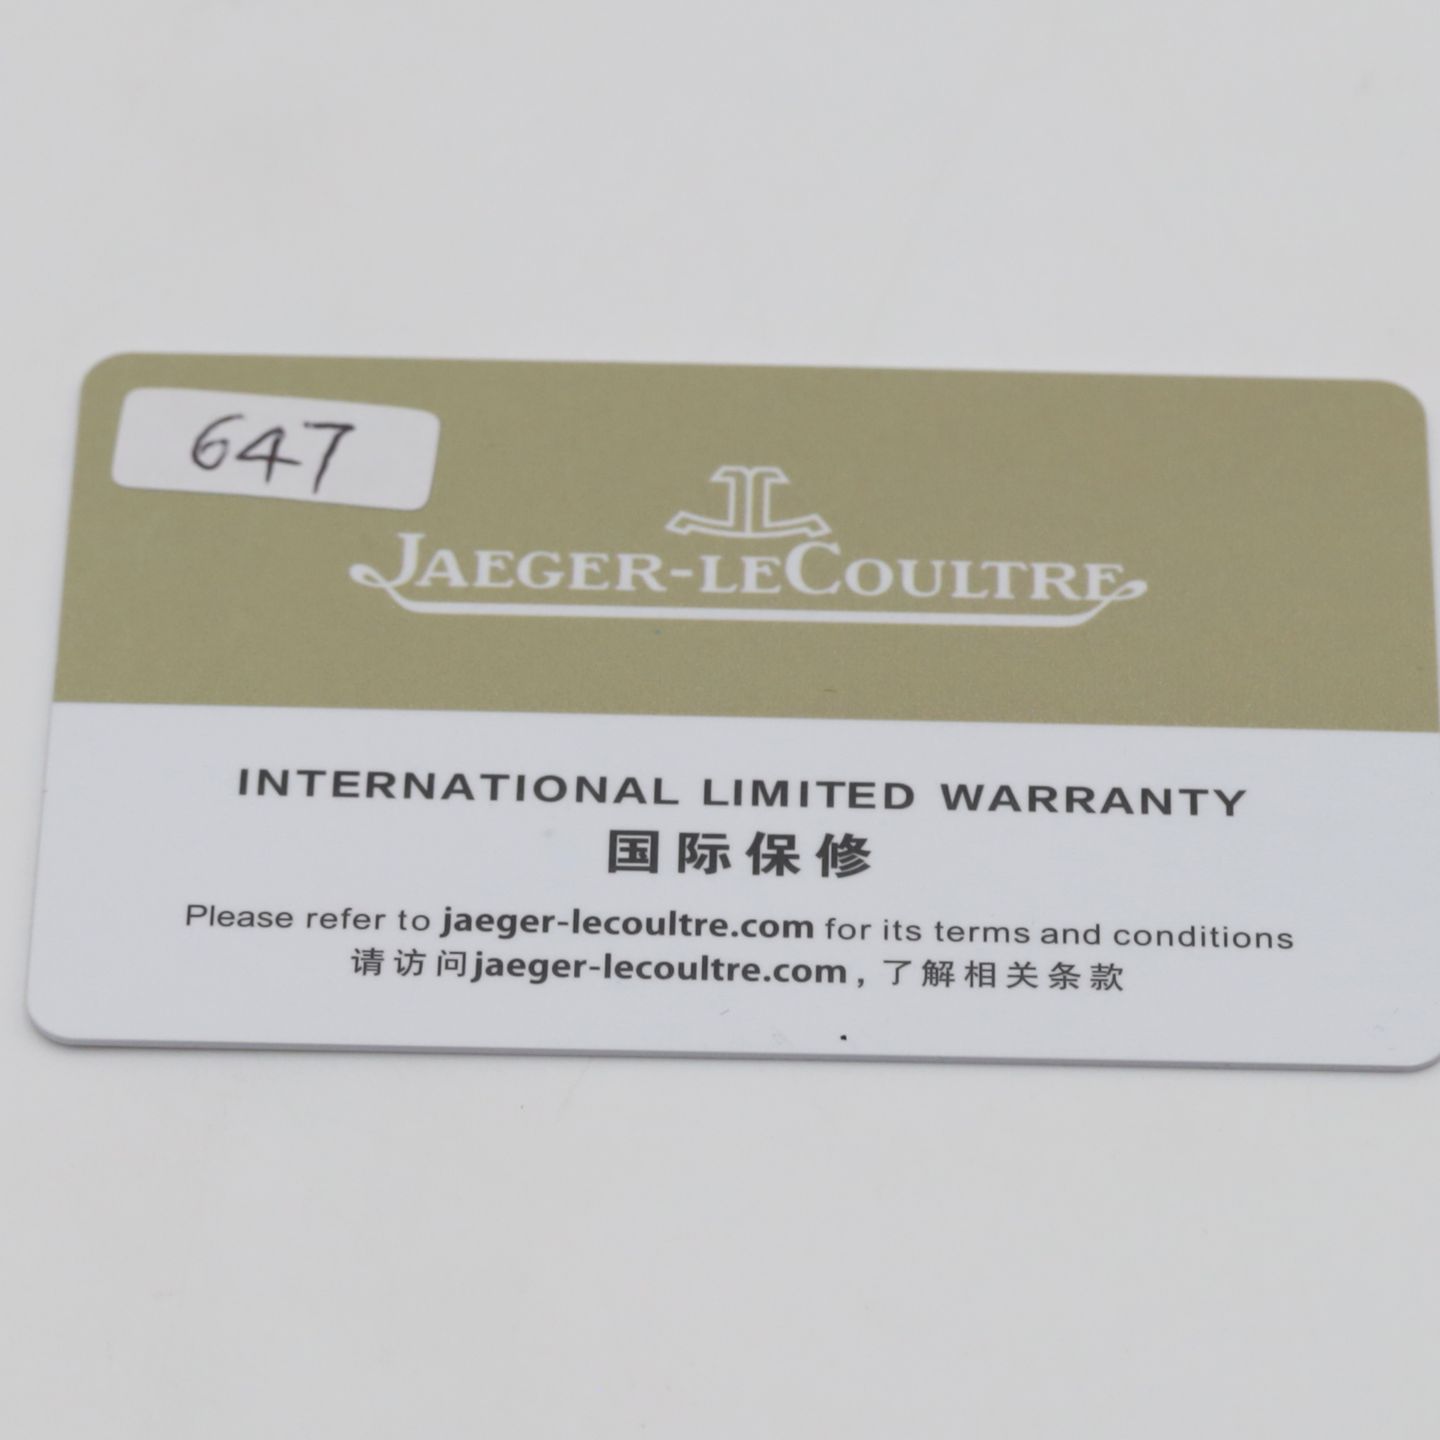 647
JAEGER-LECOULTRE
INTERNATIONAL LIMITED WARRANTY
国际保修
Please refer to jaeger-lecoultre.com for its terms and conditions
请访问jaeger-lecoultre.com，了解相关条款